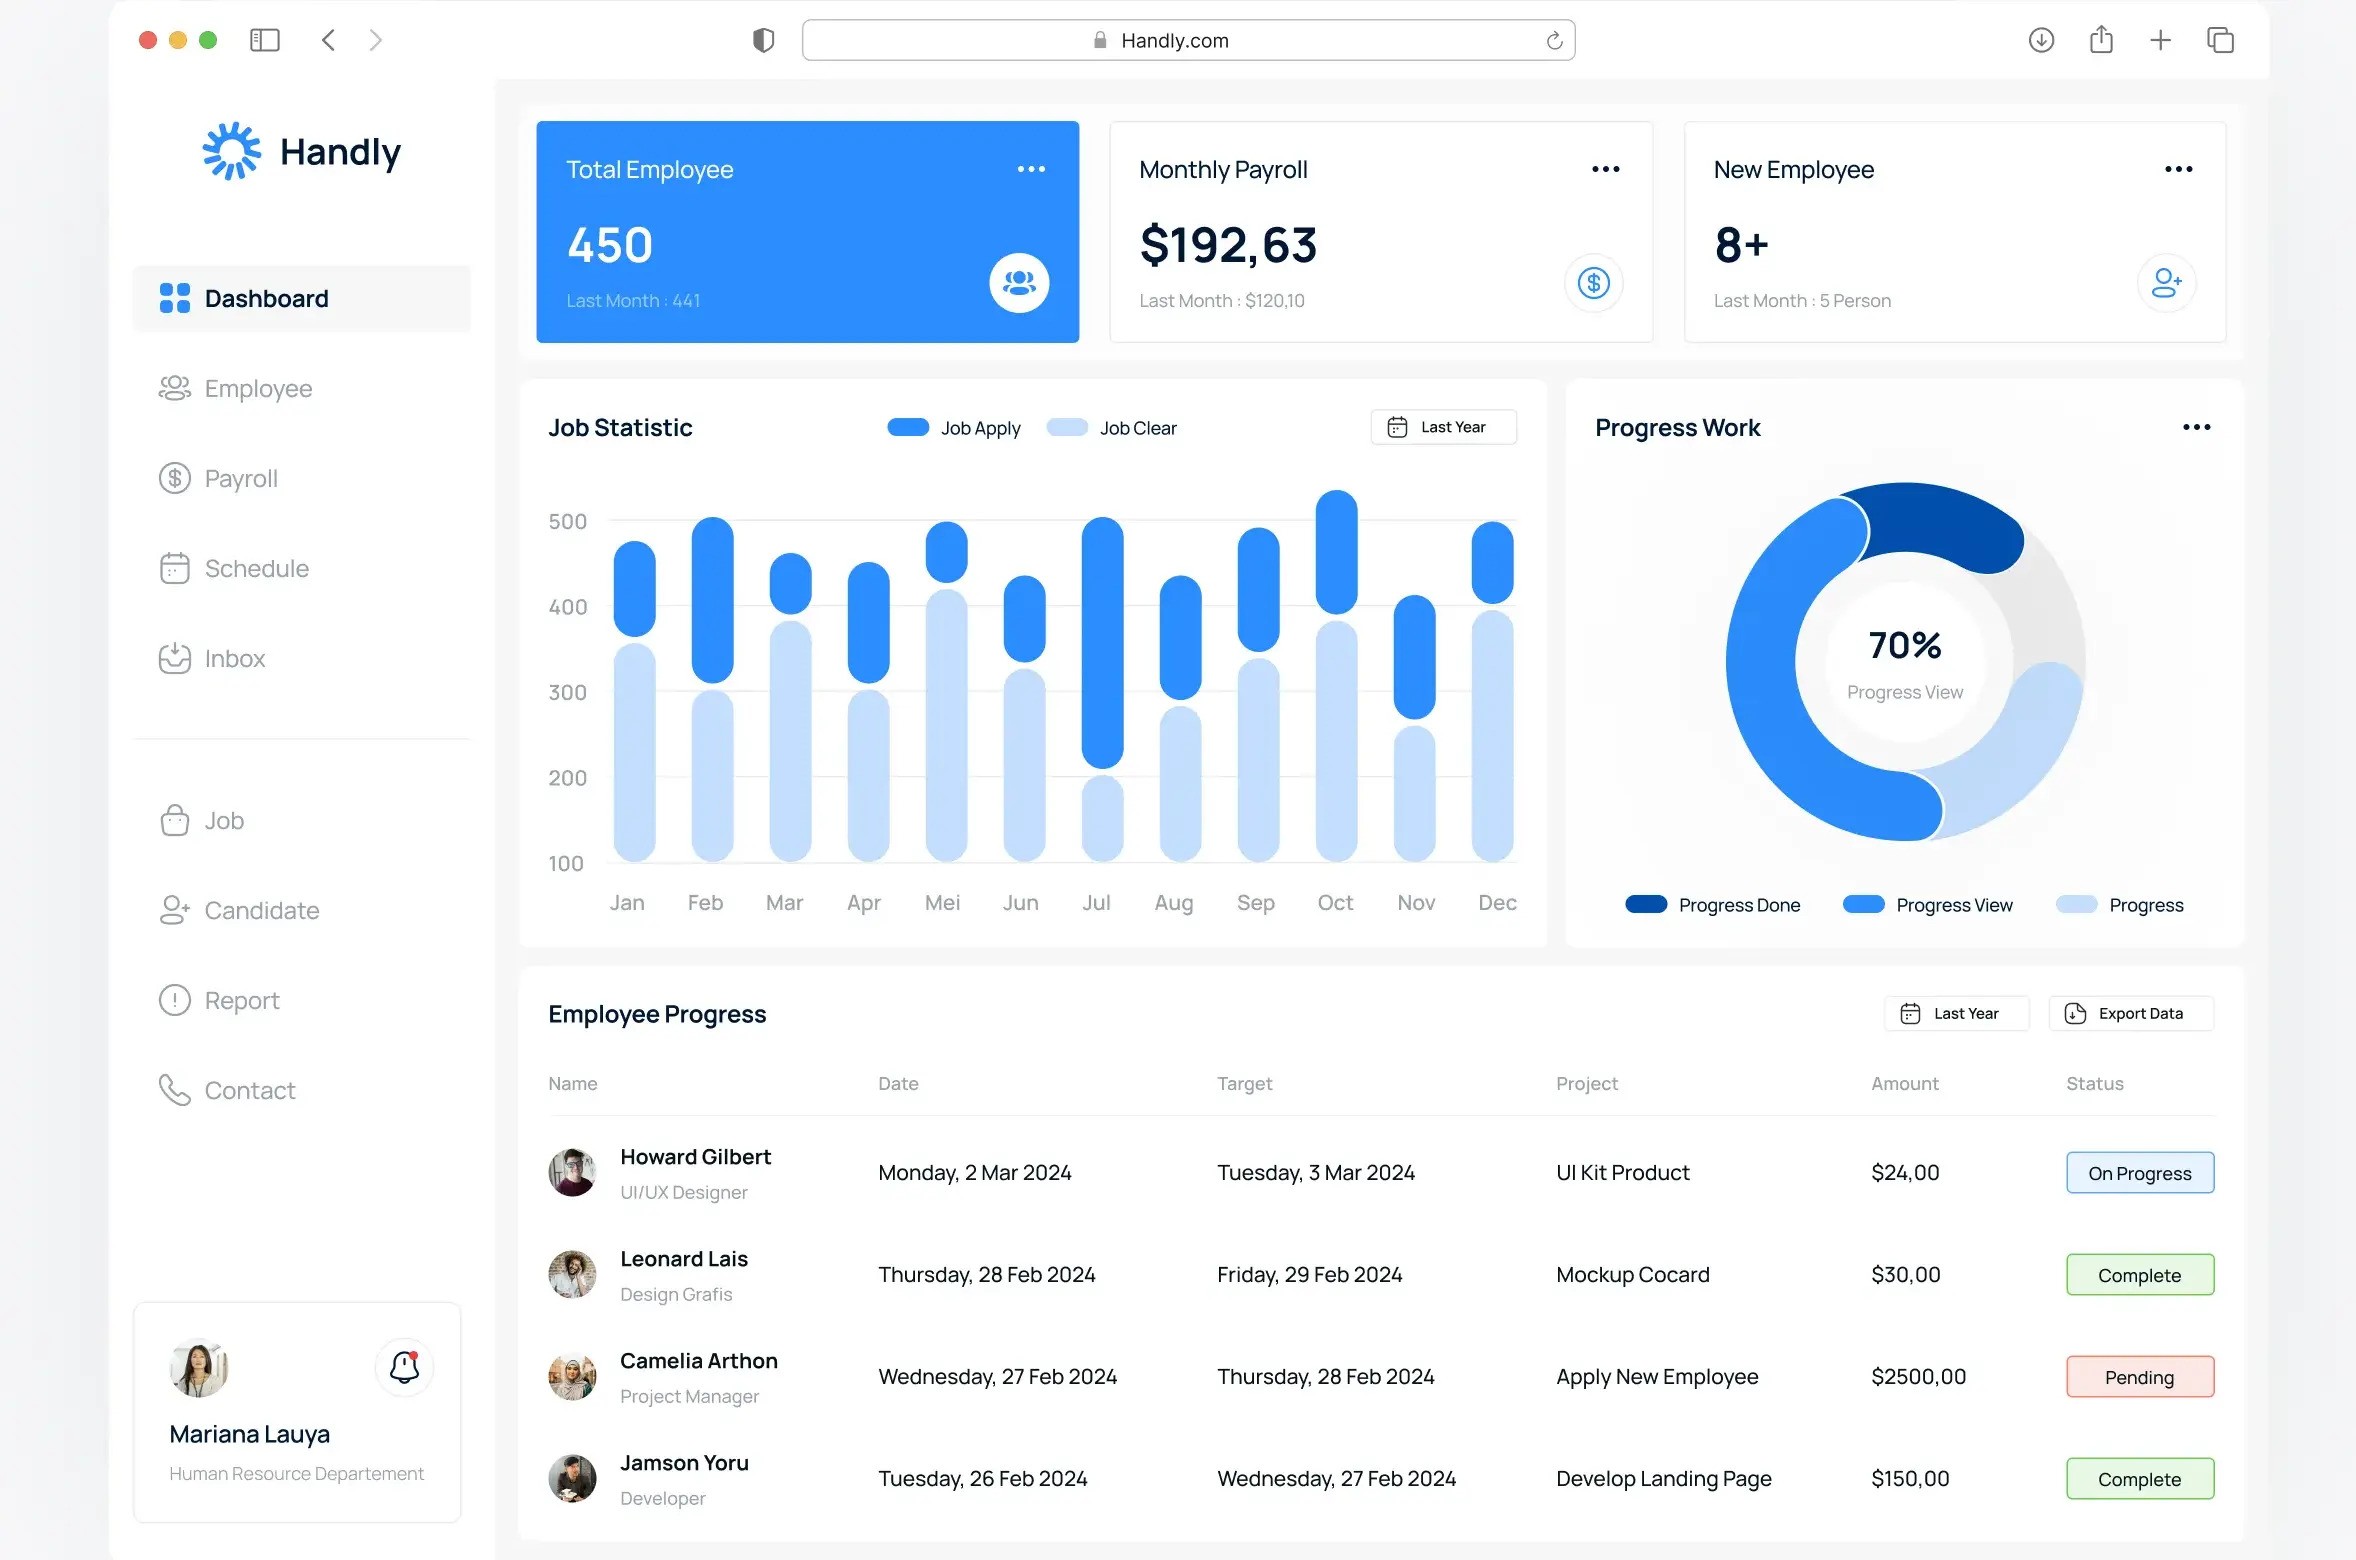 Handly.com
Handly
Dashboard
Employee
Payroll
Schedule
Inbox
Job
Candidate
Report
Contact
Mariana Lauya
Human Resource Departement
Total Employee
450
Last Month : 441
Monthly Payroll
$192,63
Last Month : $120,10
New Employee
8+
Last Month : 5 Person
Job Statistic
Job Apply
Job Clear
Last Year
500
400
300
200
100
Jan Feb Mar Apr Mei Jun Jul Aug Sep Oct Nov Dec
Progress Work
70%
Progress View
Progress Done
Progress View
Progress
Employee Progress
Last Year
Export Data
Name Date Target Project Amount Status
Howard Gilbert
UI/UX Designer
Monday, 2 Mar 2024
Tuesday, 3 Mar 2024
UI Kit Product
$24,00
On Progress
Leonard Lais
Design Grafis
Thursday, 28 Feb 2024
Friday, 29 Feb 2024
Mockup Cocard
$30,00
Complete
Camelia Arthon
Project Manager
Wednesday, 27 Feb 2024
Thursday, 28 Feb 2024
Apply New Employee
$2500,00
Pending
Jamson Yoru
Developer
Tuesday, 26 Feb 2024
Wednesday, 27 Feb 2024
Develop Landing Page
$150,00
Complete